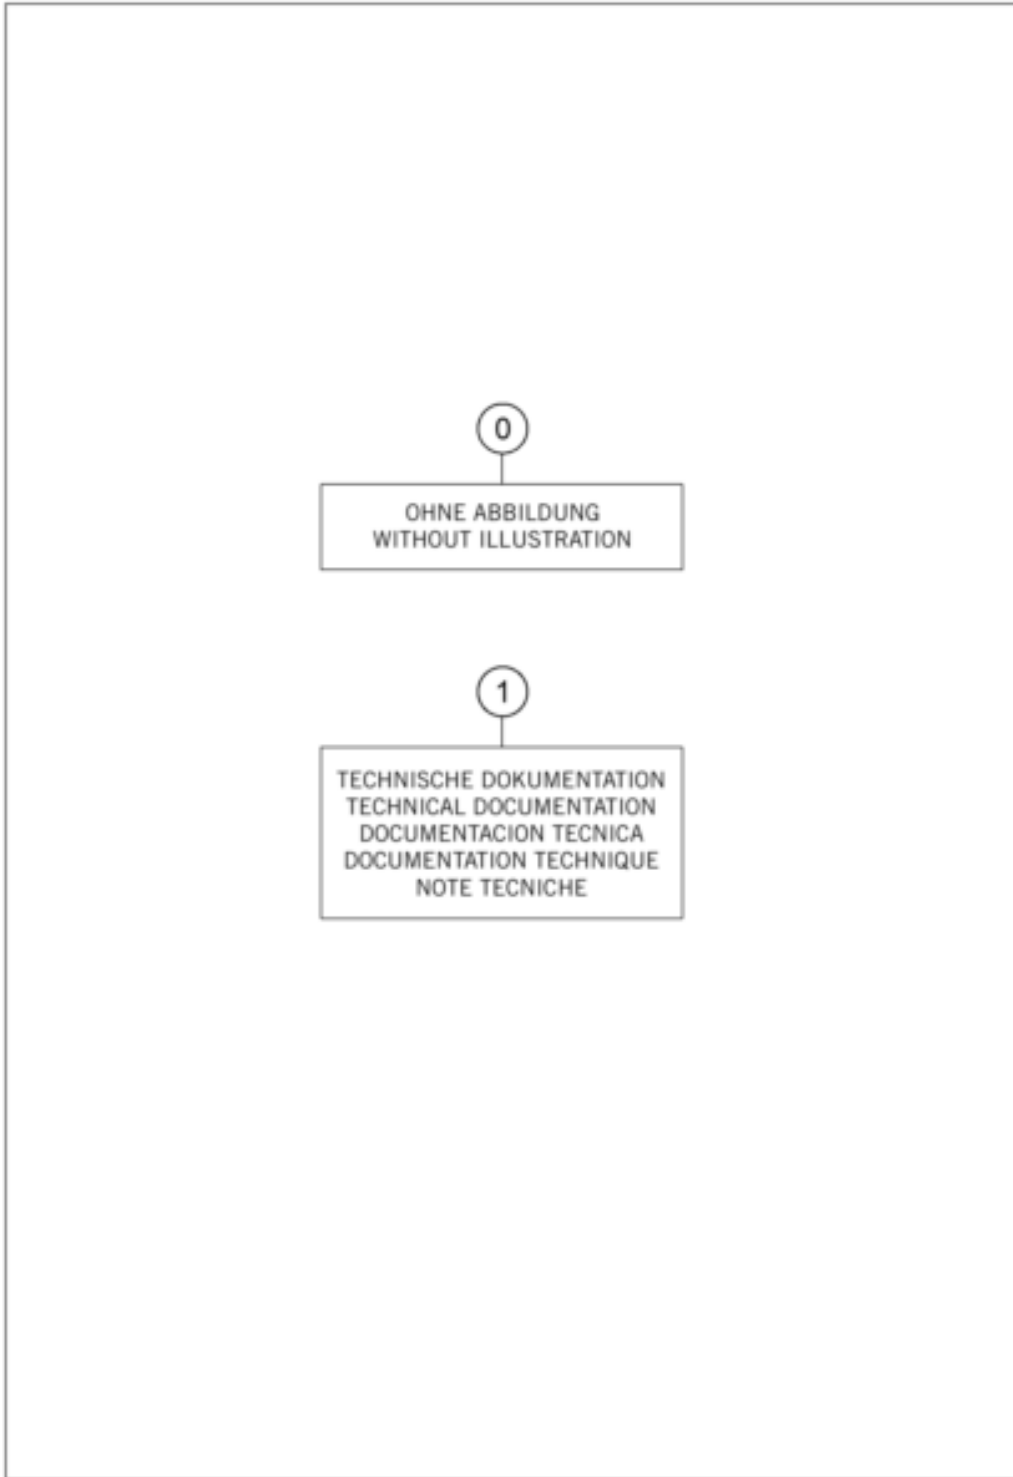 0
OHNE ABBILDUNG
WITHOUT ILLUSTRATION
1
TECHNISCHE DOKUMENTATION
TECHNICAL DOCUMENTATION
DOCUMENTACION TECNICA
DOCUMENTATION TECHNIQUE
NOTE TECNICHE